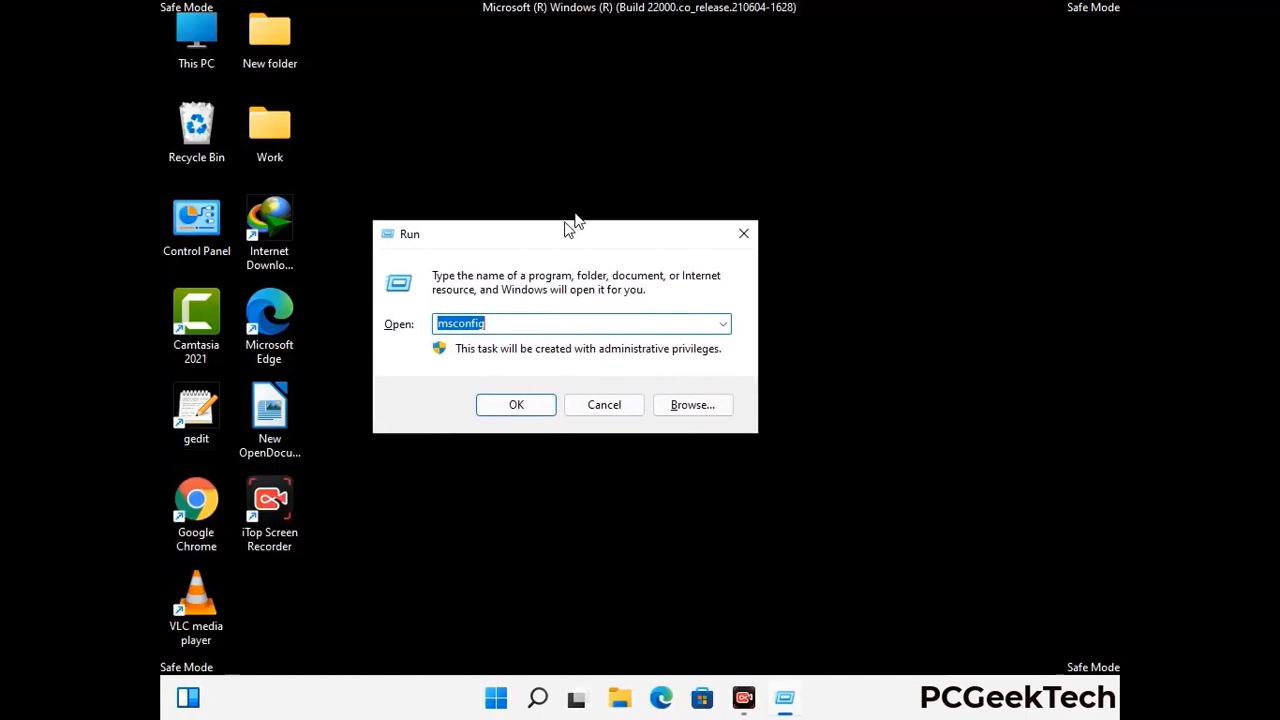 Safe Mode
Microsoft (R) Windows (R) (Build 22000.co_release.210604-1628)
Safe Mode
This PC
New folder
Recycle Bin
Work
Control Panel
Internet
Downlo...
Camtasia
2021
Microsoft
Edge
gedit
New
OpenDocu...
Google
Chrome
iTop Screen
Recorder
VLC media
player
Run
Type the name of a program, folder, document, or Internet
resource, and Windows will open it for you.
Open:
msconfig
This task will be created with administrative privileges.
OK
Cancel
Browse...
Safe Mode
Safe Mode
PCGeekTech